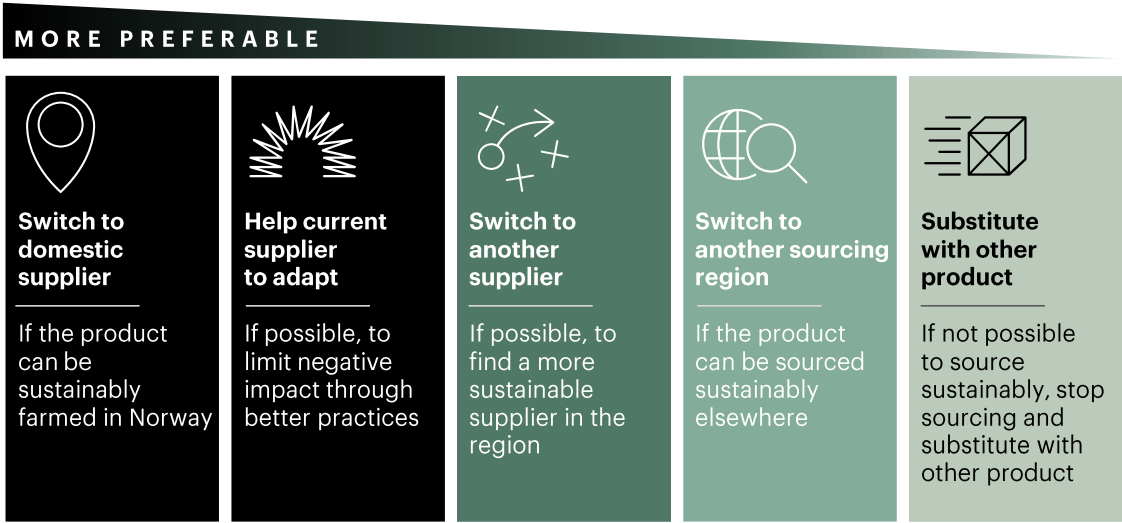 MORE PREFERABLE
Switch to
domestic
supplier
If the product
can be
sustainably
farmed in Norway
Help current
supplier
to adapt
If possible, to
limit negative
impact through
better practices
Switch to
another
supplier
If possible, to
find a more
sustainable
supplier in the
region
Switch to
another sourcing
region
If the product
can be sourced
sustainably
elsewhere
Substitute
with other
product
If not possible
to source
sustainably, stop
sourcing and
substitute with
other product